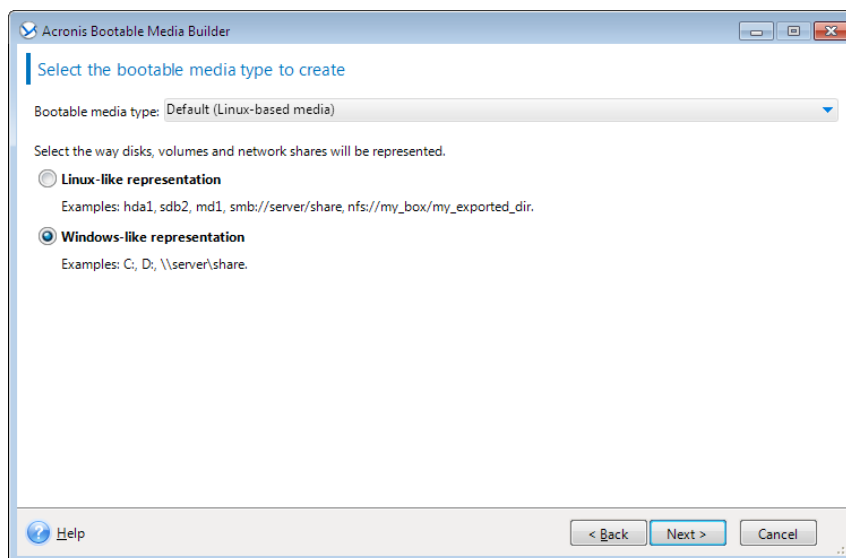 Acronis Bootable Media Builder
Select the bootable media type to create
Bootable media type: Default (Linux-based media)
Select the way disks, volumes and network shares will be represented.
Linux-like representation
Examples: hda1, sdb2, md1, smb://server/share, nfs://my_box/my_exported_dir.
Windows-like representation
Examples: C:, D:, \\server\share.
? Help < Back Next > Cancel